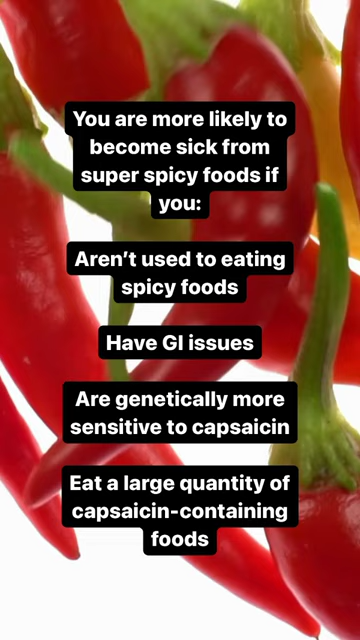 You are more likely to
become sick from
super spicy foods if
you:
Aren’t used to eating
spicy foods
Have GI issues
Are genetically more
sensitive to capsaicin
Eat a large quantity of
capsaicin-containing
foods